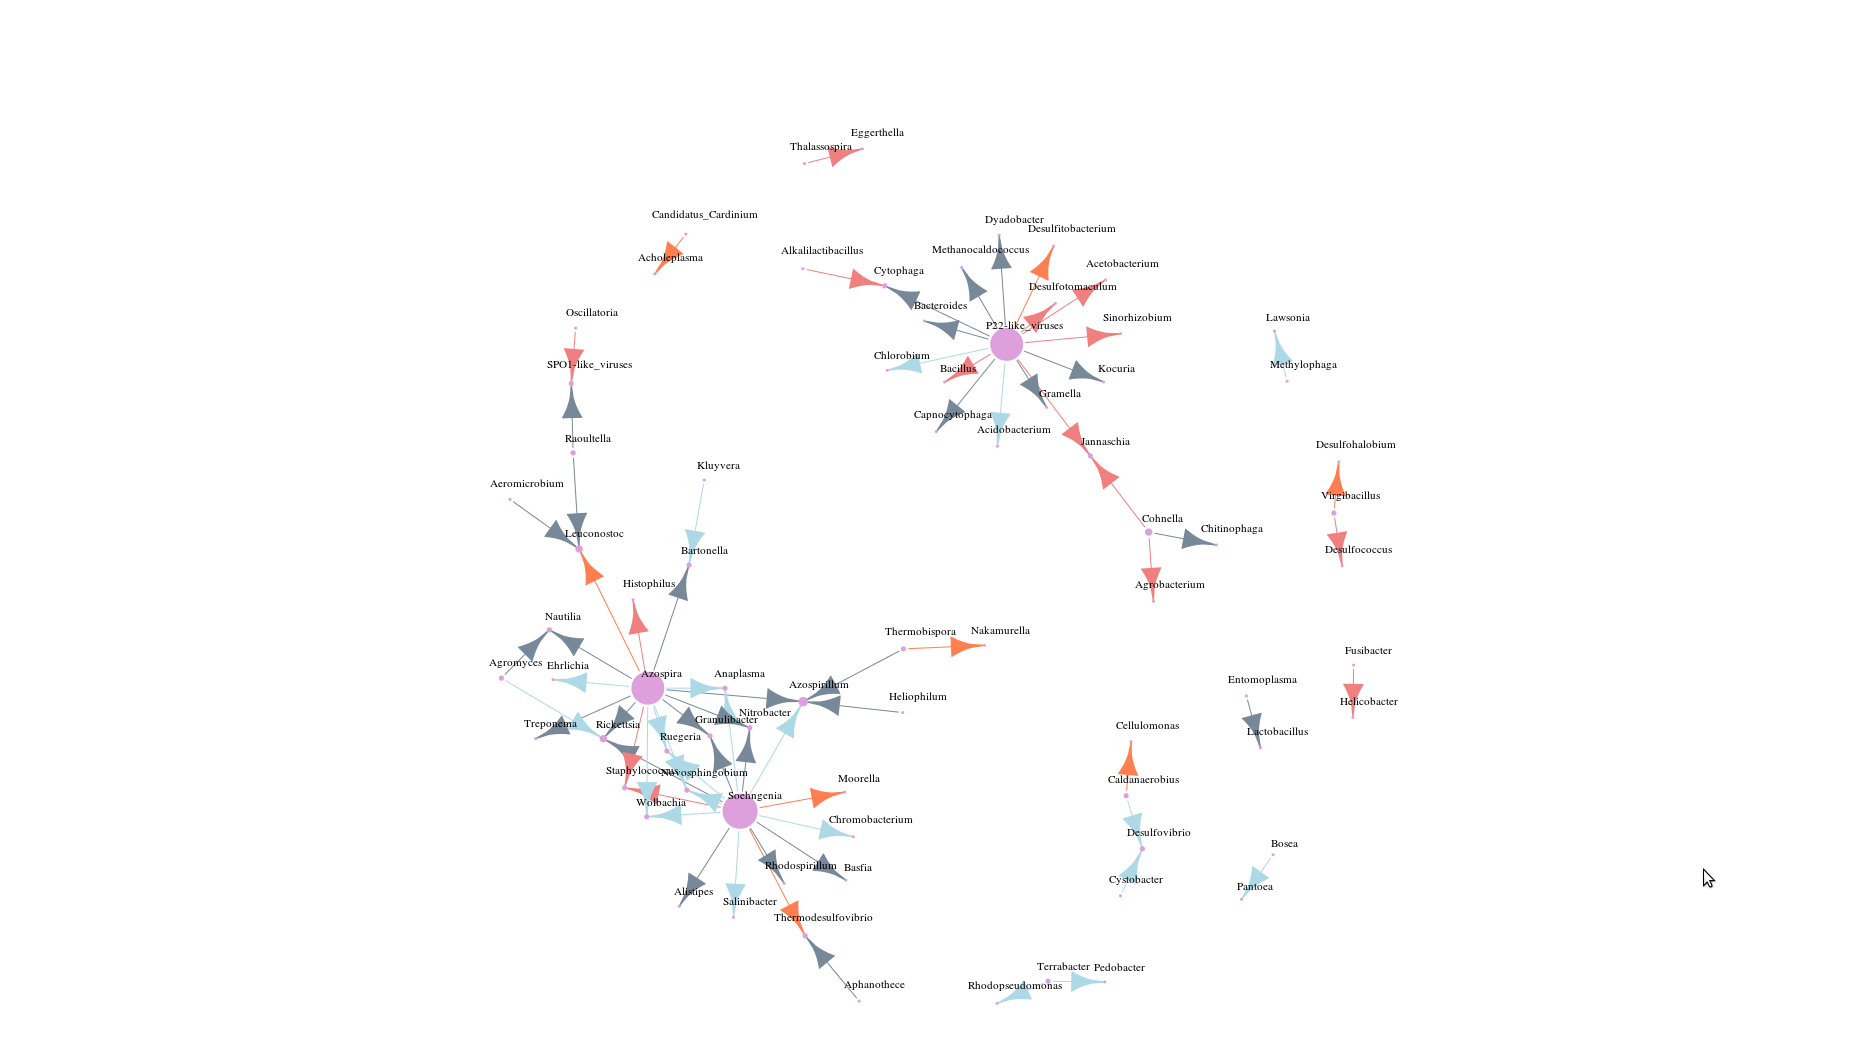 Eggerthella
Thalassospira
Candidatus_Cardinium
Dyadobacter
Desulfitobacterium
Alkalilactibacillus
Methanocaldococcus
Acholeplasma
Acetobacterium
Cytophaga
Desulfotomaculum
Bacteroides
Oscillatoria
Sinorhizobium
Lawsonia
P22-like_viruses
Chlorobium
SPO1-like_viruses
Methylophaga
Bacillus
Kocuria
Gramella
Capnocytophaga
Acidobacterium
Raoultella
Jannaschia
Desulfohalobium
Kluyvera
Aeromicrobium
Virgibacillus
Cohnella
Chitinophaga
Leuconostoc
Bartonella
Desulfococcus
Histophilus
Agrobacterium
Nautilia
Thermobispora
Nakamurella
Fusibacter
Agromyces
Ehrlichia
Azospira
Anaplasma
Entomoplasma
Azospirillum
Heliophilum
Helicobacter
Nitrobacter
Granulibacter
Treponema
Rickettsia
Cellulomonas
Lactobacillus
Ruegeria
Staphylococcus
Novosphingobium
Moorella
Caldanaerobius
Soehngenia
Wolbachia
Chromobacterium
Desulfovibrio
Bosea
Rhodospirillum
Basfia
Cystobacter
Pantoea
Alistipes
Salinibacter
Thermodesulfovibrio
Terrabacter
Pedobacter
Aphanothece
Rhodopseudomonas